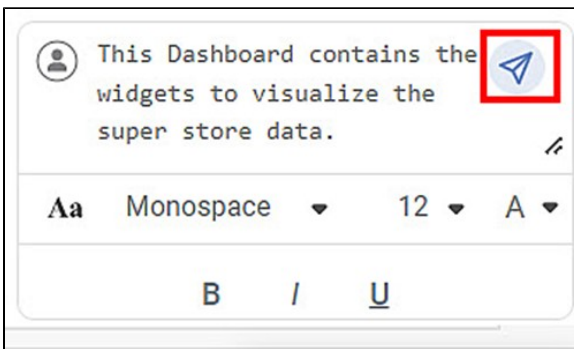 This Dashboard contains the
widgets to visualize the
super store data.
Aa Monospace 12 A
B I U